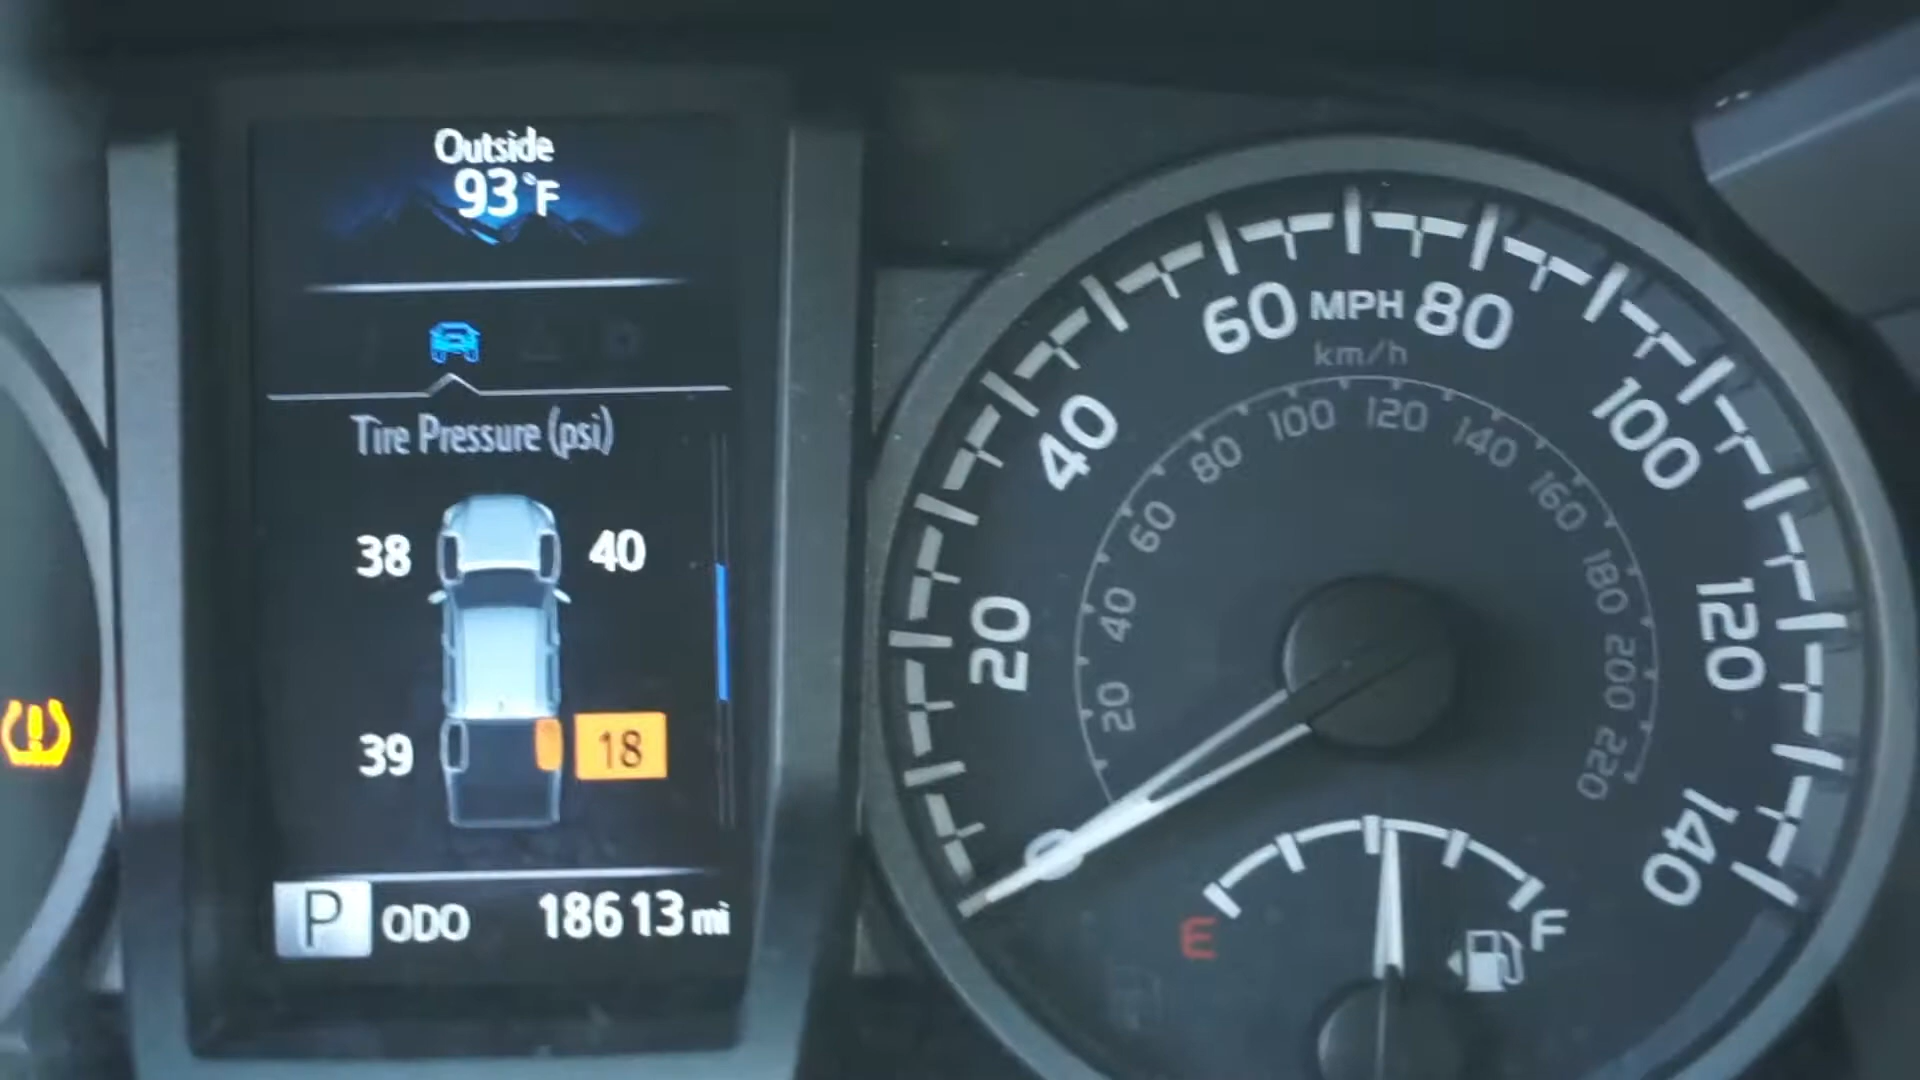 Outside
93°F
Tire Pressure (psi)
38 40
39 18
P ODO 18613 mi
20 40 60 MPH 80 100 120 140
km/h
20 40 60 80 100 120 140 160 180 200 220
E F